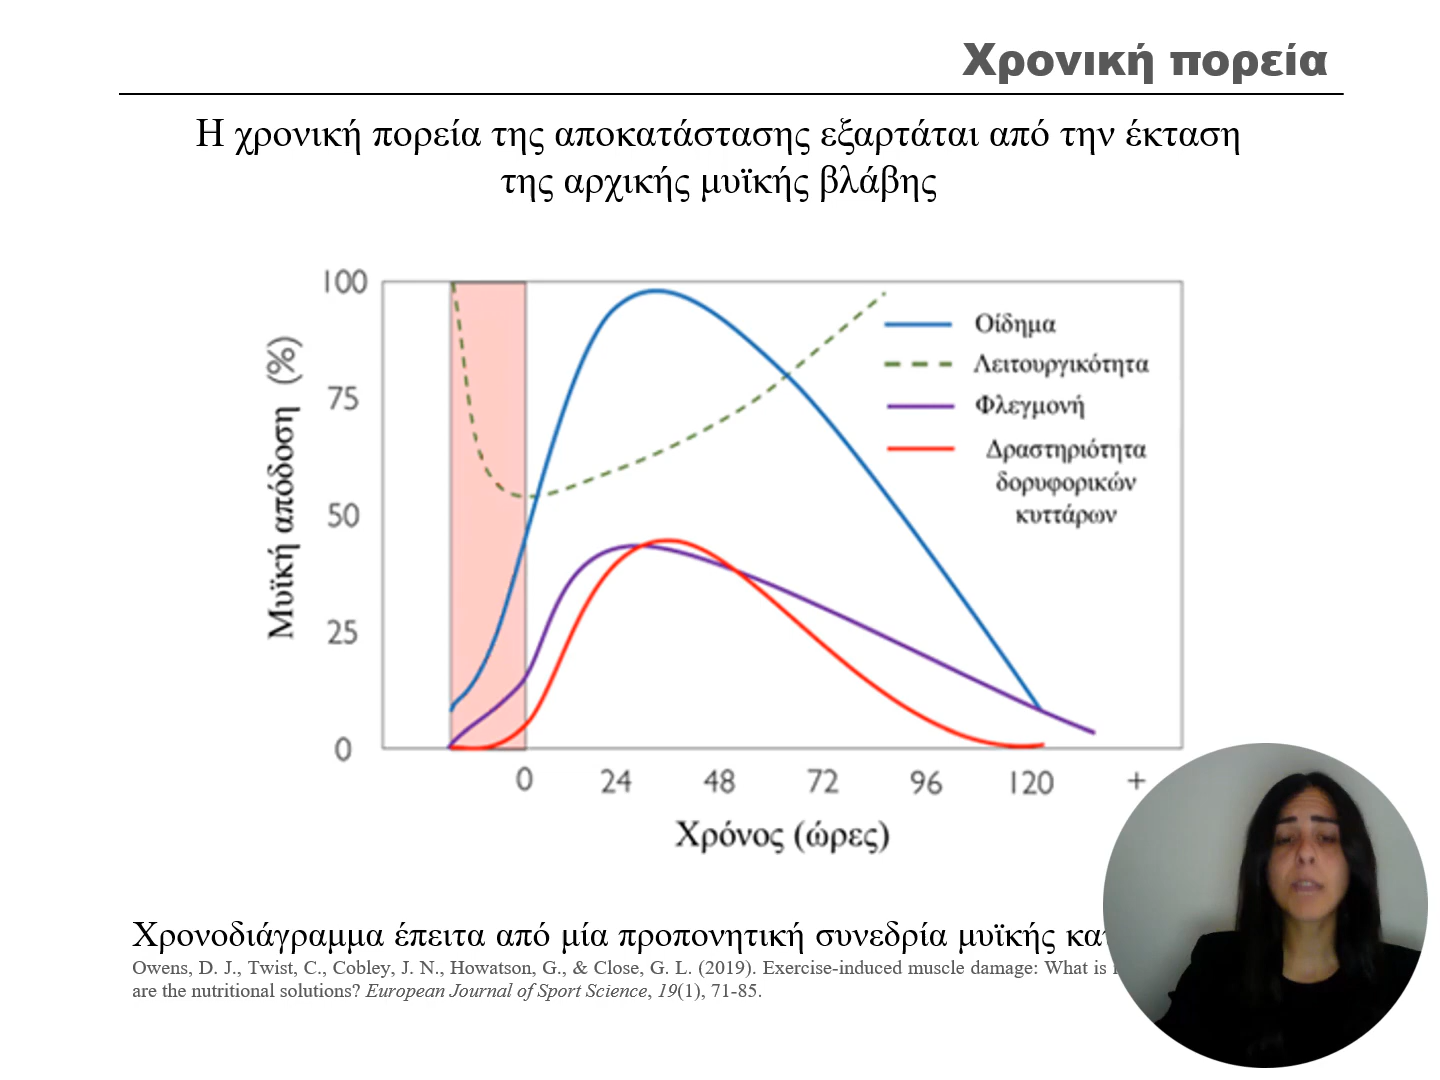 Χρονική πορεία
Η χρονική πορεία της αποκατάστασης εξαρτάται από την έκταση
της αρχικής μυϊκής βλάβης
Μυϊκή απόδοση (%)
100
75
50
25
0
Οίδημα
Λειτουργικότητα
Φλεγμονή
Δραστηριότητα
δορυφορικών
κυττάρων
0 24 48 72 96 120 +
Χρόνος (ώρες)
Χρονοδιάγραμμα έπειτα από μία προπονητική συνεδρία μυϊκής
Owens, D. J., Twist, C., Cobley, J. N., Howatson, G., & Close, G. L. (2019). Exercise-induced muscle damage: What is
are the nutritional solutions? European Journal of Sport Science, 19(1), 71-85.